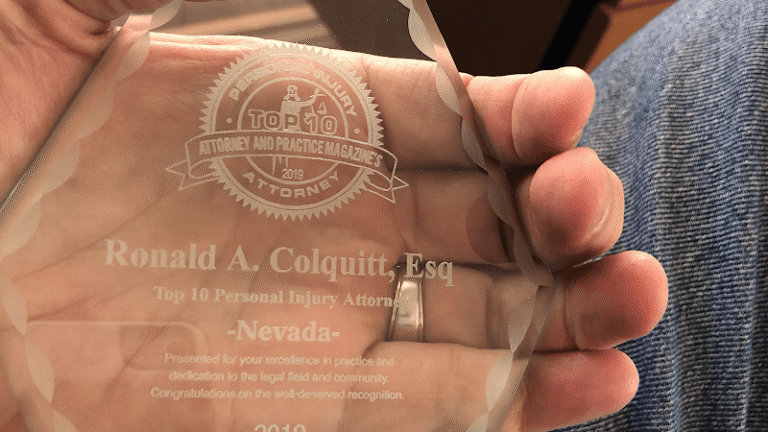 PERSONAL INJURY
TOP 10
ATTORNEY AND PRACTICE MAGAZINE'S
2019
ATTORNEY
Ronald A. Colquitt, Esq
Top 10 Personal Injury Attorney
-Nevada-
Presented for your excellence in practice and
dedication to the legal field and community.
Congratulations on the well-deserved recognition.
2019